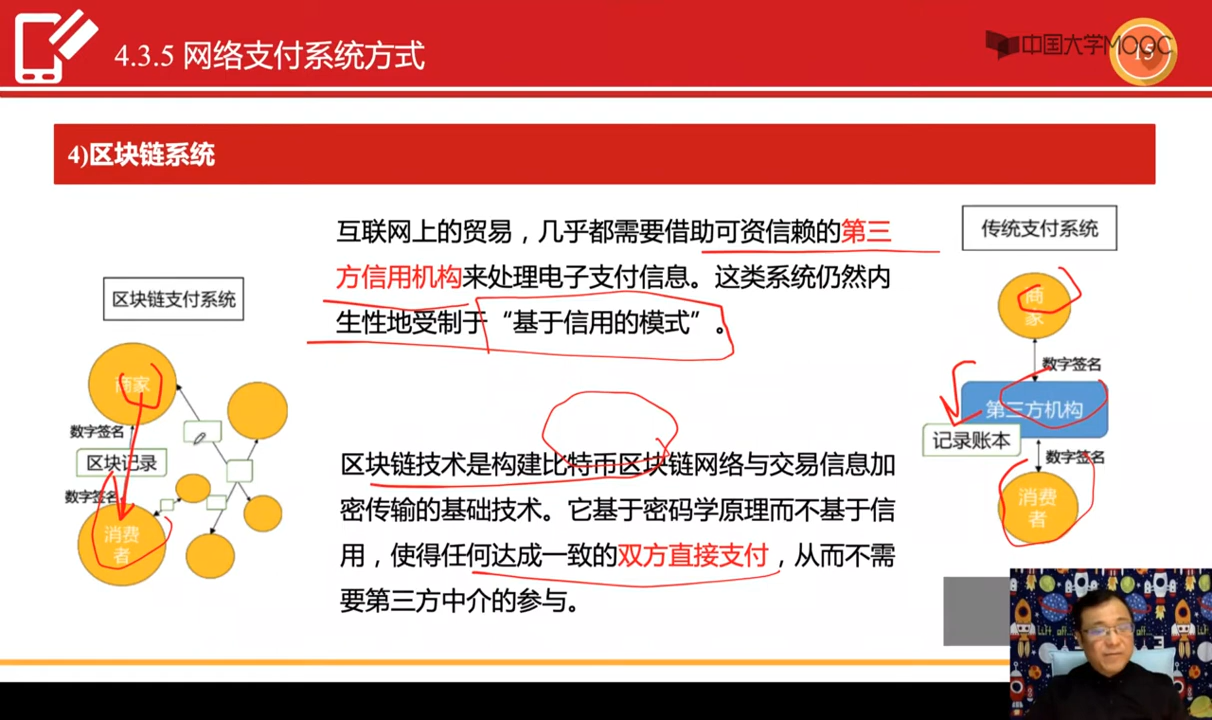 4.3.5 网络支付系统方式
中国大学MOOC
15
4)区块链系统
互联网上的贸易，几乎都需要借助可资信赖的第三
方信用机构来处理电子支付信息。这类系统仍然内
生性地受制于“基于信用的模式”。
区块链技术是构建比特币区块链网络与交易信息加
密传输的基础技术。它基于密码学原理而不基于信
用，使得任何达成一致的双方直接支付，从而不需
要第三方中介的参与。
区块链支付系统
商家
数字签名
区块记录
数字签名
消费
者
传统支付系统
商
家
数字签名
第三方机构
记录账本
数字签名
消费
者